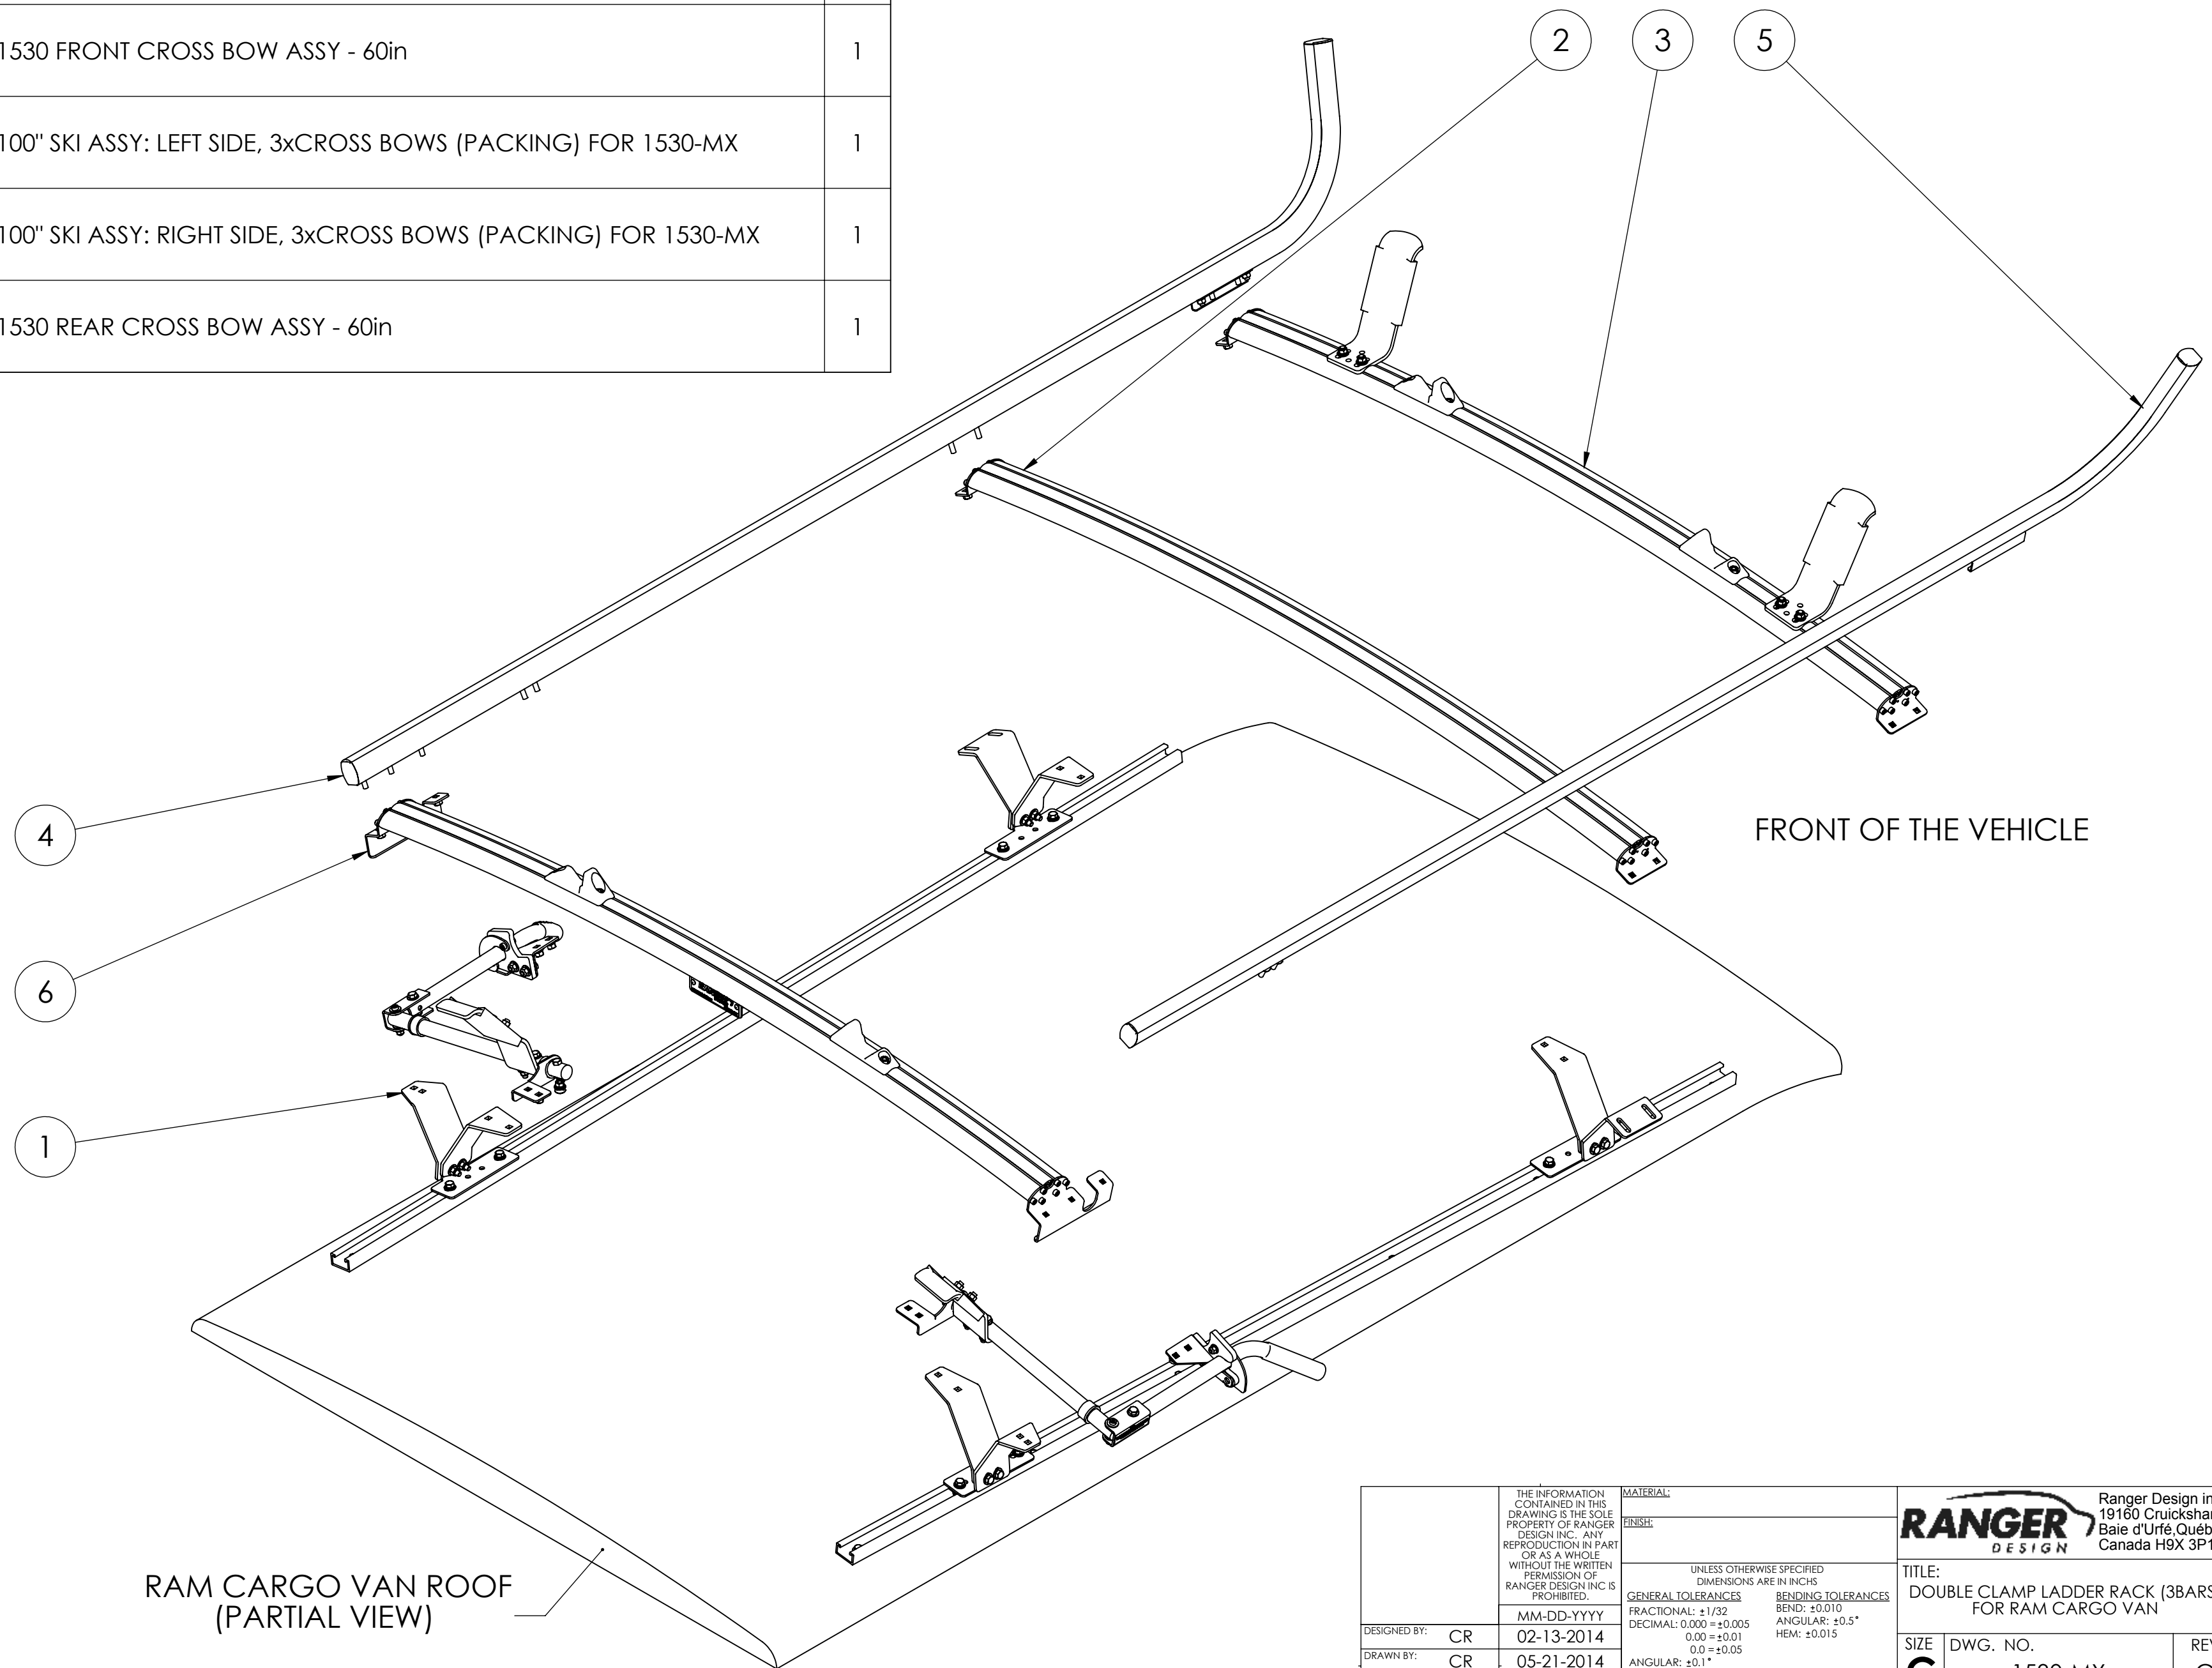 1530 FRONT CROSS BOW ASSY - 60in 1
100" SKI ASSY: LEFT SIDE, 3xCROSS BOWS (PACKING) FOR 1530-MX 1
100" SKI ASSY: RIGHT SIDE, 3xCROSS BOWS (PACKING) FOR 1530-MX 1
1530 REAR CROSS BOW ASSY - 60in 1
2
3
5
4
6
1
FRONT OF THE VEHICLE
RAM CARGO VAN ROOF
(PARTIAL VIEW)
THE INFORMATION
CONTAINED IN THIS
DRAWING IS THE SOLE
PROPERTY OF RANGER
DESIGN INC. ANY
REPRODUCTION IN PART
OR AS A WHOLE
WITHOUT THE WRITTEN
PERMISSION OF
RANGER DESIGN INC IS
PROHIBITED.
MM-DD-YYYY
DESIGNED BY: CR 02-13-2014
DRAWN BY: CR 05-21-2014
MATERIAL:
FINISH:
UNLESS OTHERWISE SPECIFIED
DIMENSIONS ARE IN INCHS
GENERAL TOLERANCES
FRACTIONAL: ±1/32
DECIMAL: 0.000 = ±0.005
0.00 = ±0.01
0.0 = ±0.05
ANGULAR: ±0.1°
BENDING TOLERANCES
BEND: ±0.010
ANGULAR: ±0.5°
HEM: ±0.015
RANGER
DESIGN
Ranger Design
19160
Baie d'Urfé,
Canada H9X
TITLE:
DOUBLE CLAMP LADDER RACK (3BARS
FOR RAM CARGO VAN
SIZE DWG. NO.